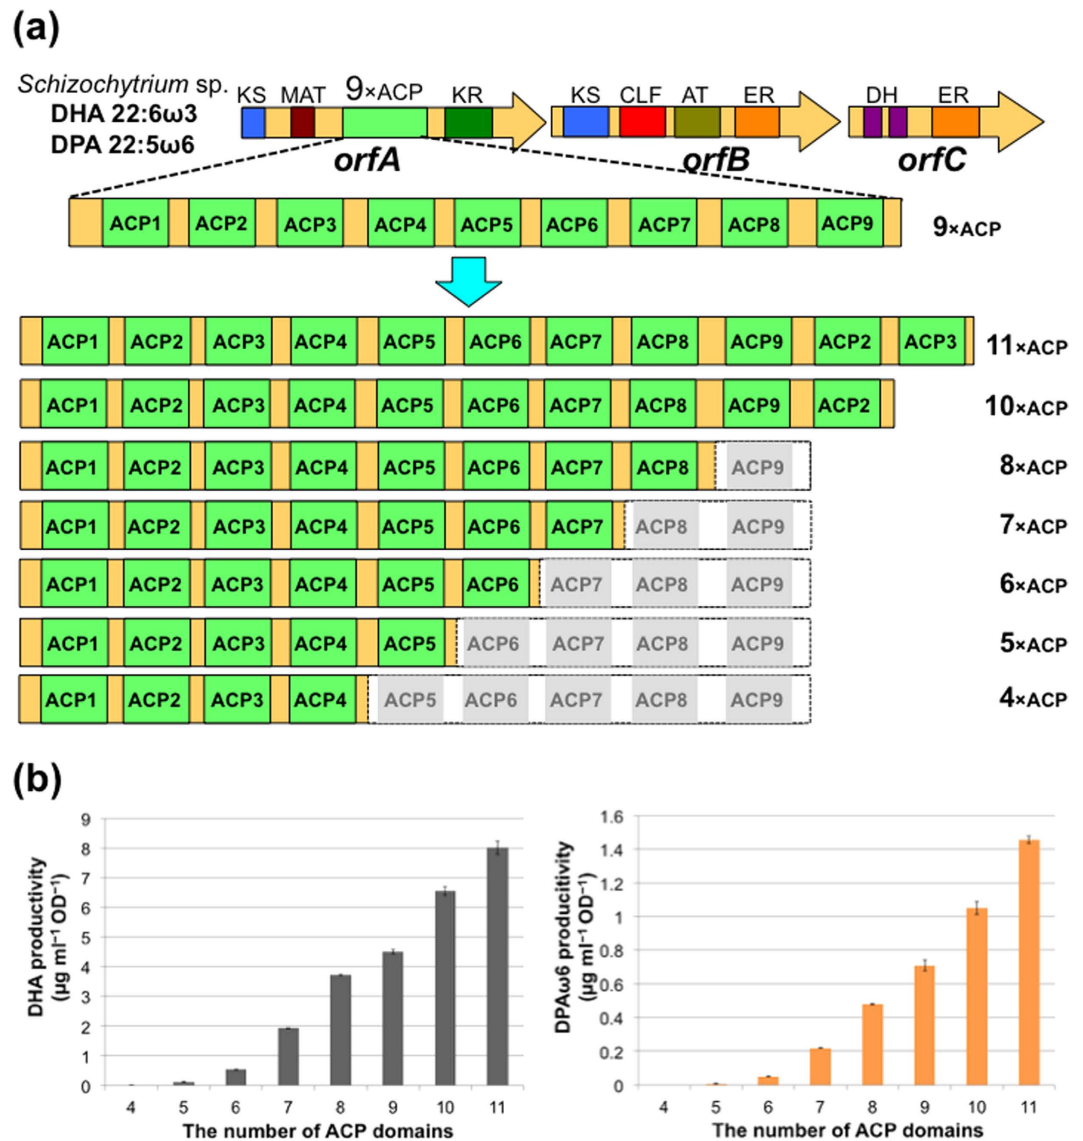 (a)
Schizochytrium sp.
DHA 22:6ω3
DPA 22:5ω6
KS MAT 9×ACP KR KS CLF AT ER DH ER
orfA orfB orfC
ACP1 ACP2 ACP3 ACP4 ACP5 ACP6 ACP7 ACP8 ACP9 9×ACP
ACP1 ACP2 ACP3 ACP4 ACP5 ACP6 ACP7 ACP8 ACP9 ACP2 ACP3 11×ACP
ACP1 ACP2 ACP3 ACP4 ACP5 ACP6 ACP7 ACP8 ACP9 ACP2 10×ACP
ACP1 ACP2 ACP3 ACP4 ACP5 ACP6 ACP7 ACP8 ACP9 8×ACP
ACP1 ACP2 ACP3 ACP4 ACP5 ACP6 ACP7 ACP8 ACP9 7×ACP
ACP1 ACP2 ACP3 ACP4 ACP5 ACP6 ACP7 ACP8 ACP9 6×ACP
ACP1 ACP2 ACP3 ACP4 ACP5 ACP6 ACP7 ACP8 ACP9 5×ACP
ACP1 ACP2 ACP3 ACP4 ACP5 ACP6 ACP7 ACP8 ACP9 4×ACP
(b)
DHA productivity
(µg ml⁻¹ OD⁻¹)
9
8
7
6
5
4
3
2
1
0
4 5 6 7 8 9 10 11
The number of ACP domains
DPAω6 producitivity
(µg ml⁻¹ OD⁻¹)
1.6
1.4
1.2
1
0.8
0.6
0.4
0.2
0
4 5 6 7 8 9 10 11
The number of ACP domains